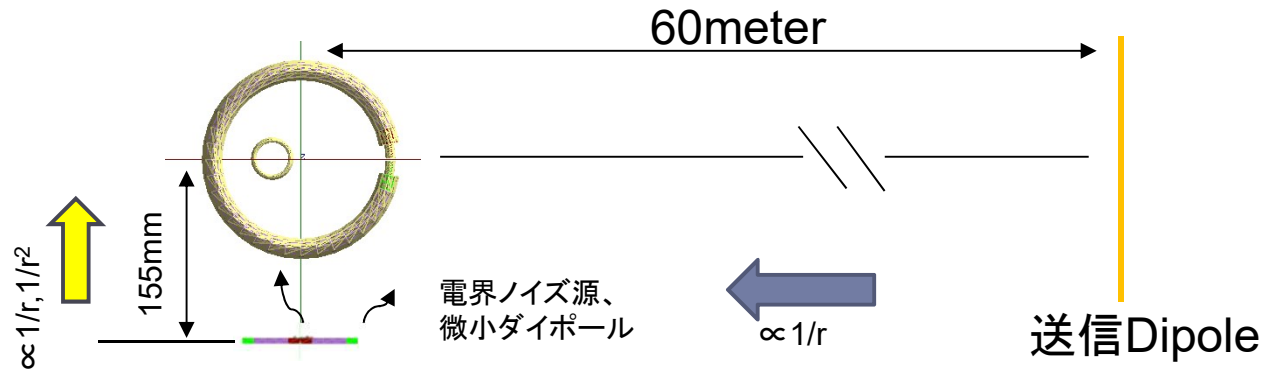 60meter
155mm
∝1/r,1/r²
電界ノイズ源、
微小ダイポール
∝1/r
送信Dipole